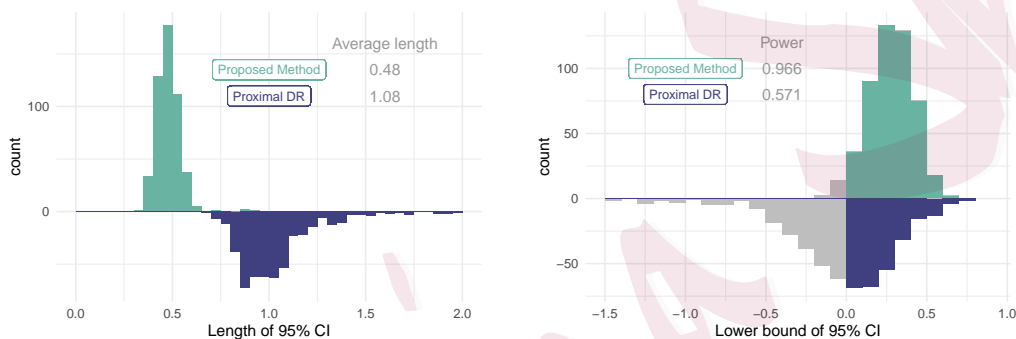 Average length
Proposed Method 0.48
Proximal DR 1.08
count
100
0
0.0 0.5 1.0 1.5 2.0
Length of 95% CI
Power
Proposed Method 0.966
Proximal DR 0.571
count
100
50
0
−50
−1.5 −1.0 −0.5 0.0 0.5 1.0
Lower bound of 95% CI